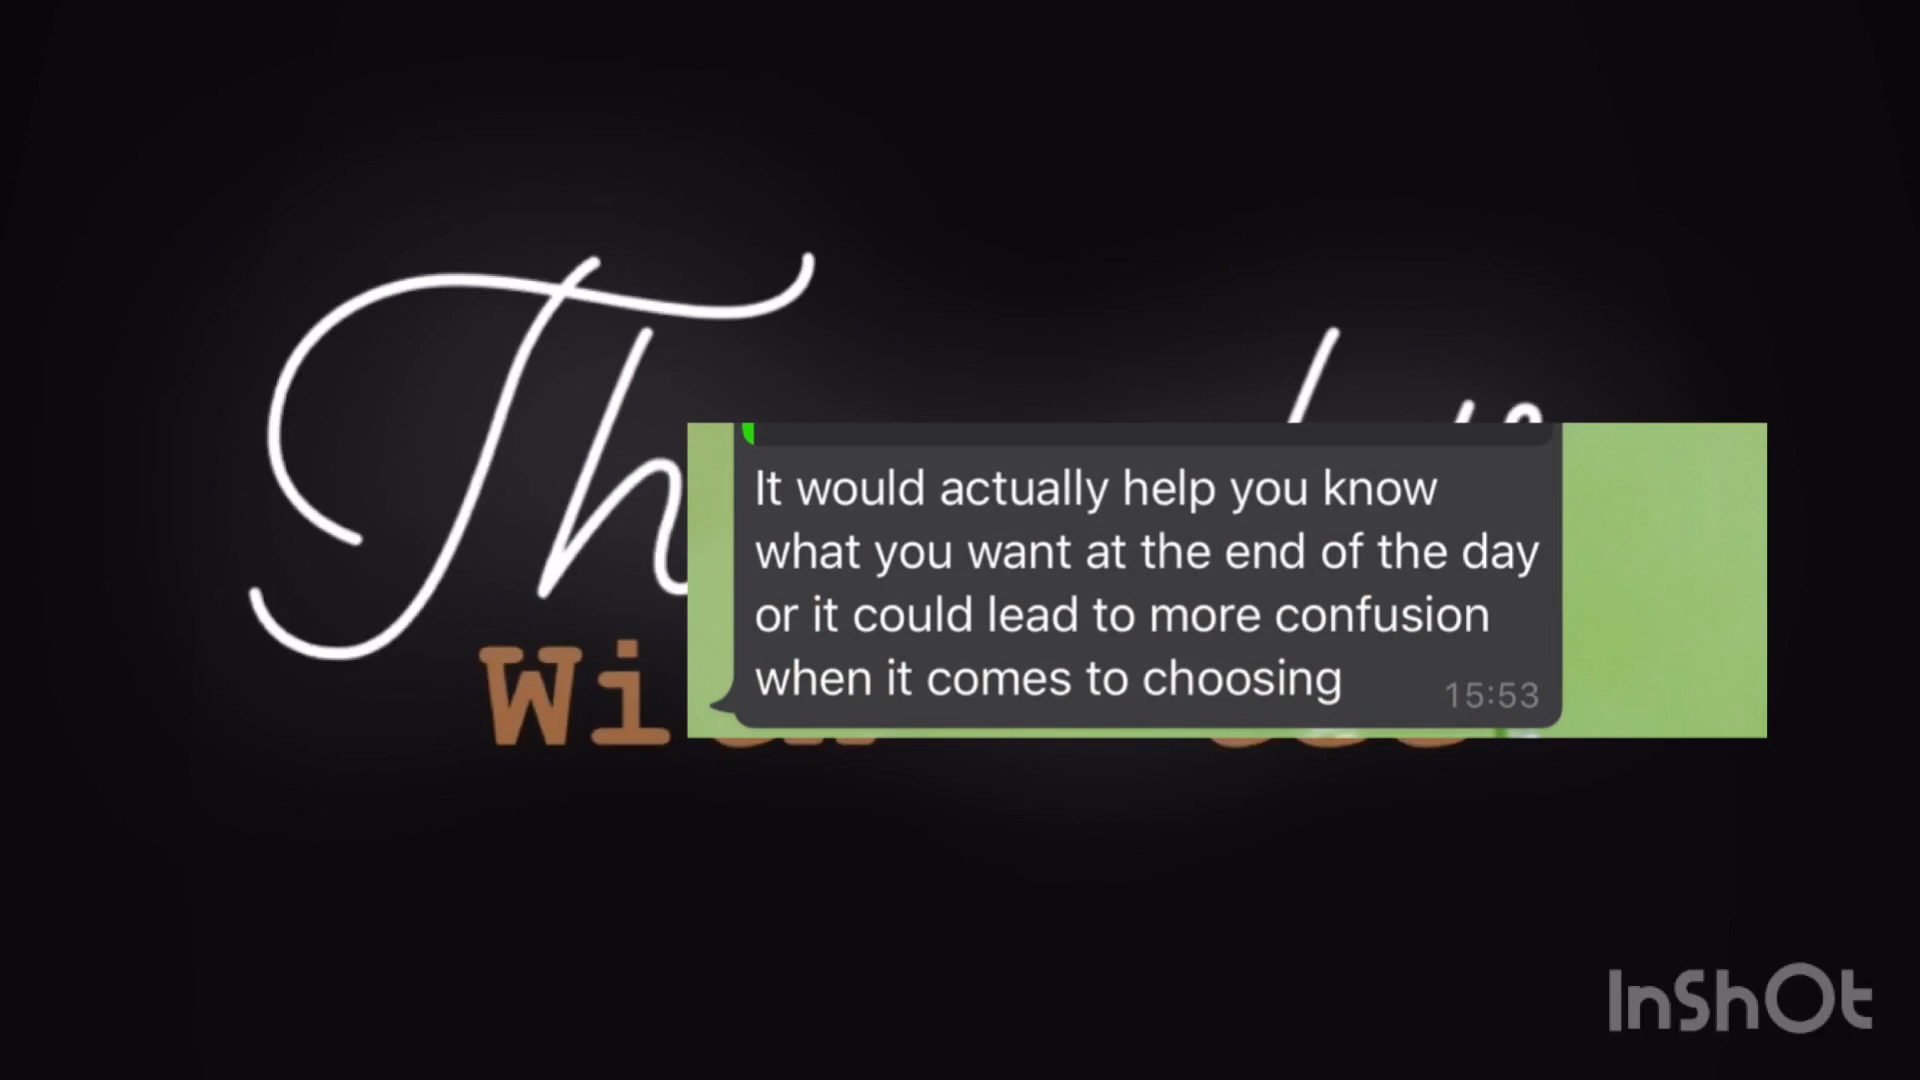 Th
Wi
It would actually help you know
what you want at the end of the day
or it could lead to more confusion
when it comes to choosing
15:53
InShOt